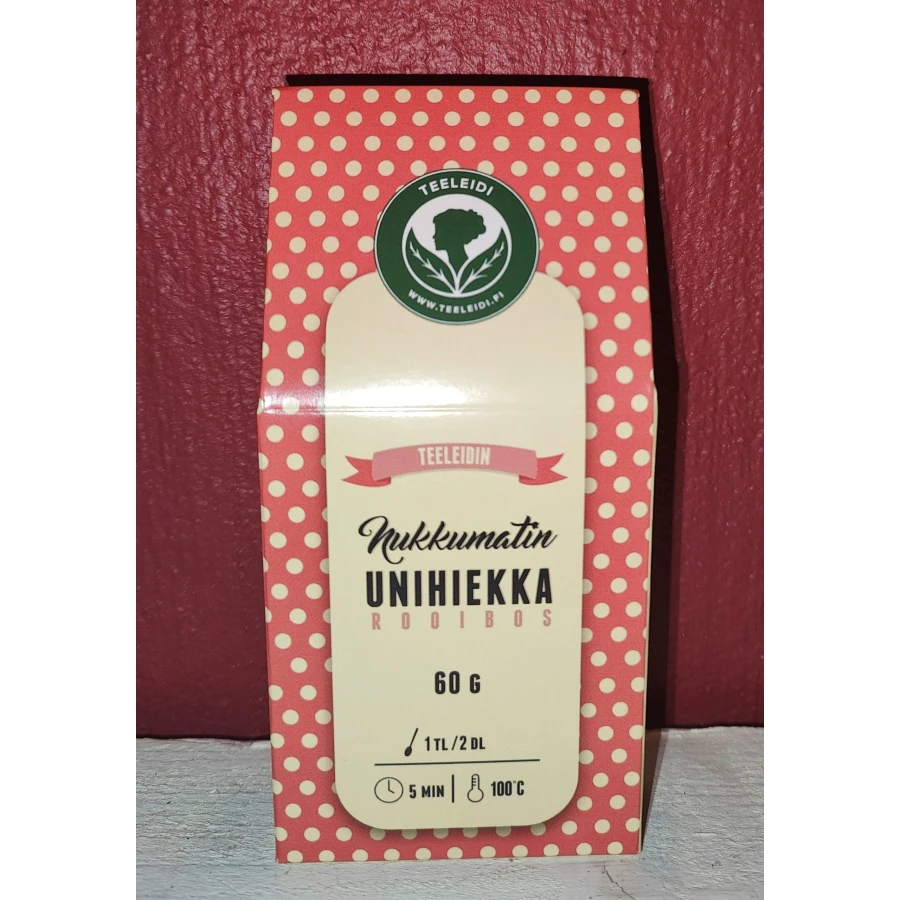 TEELEIDI
WWW.TEELEIDI.FI
TEELEIDIN
Nukkumatin
UNIHIEKKA
ROOIBOS
60 G
1 TL / 2 DL
5 MIN | 100°C